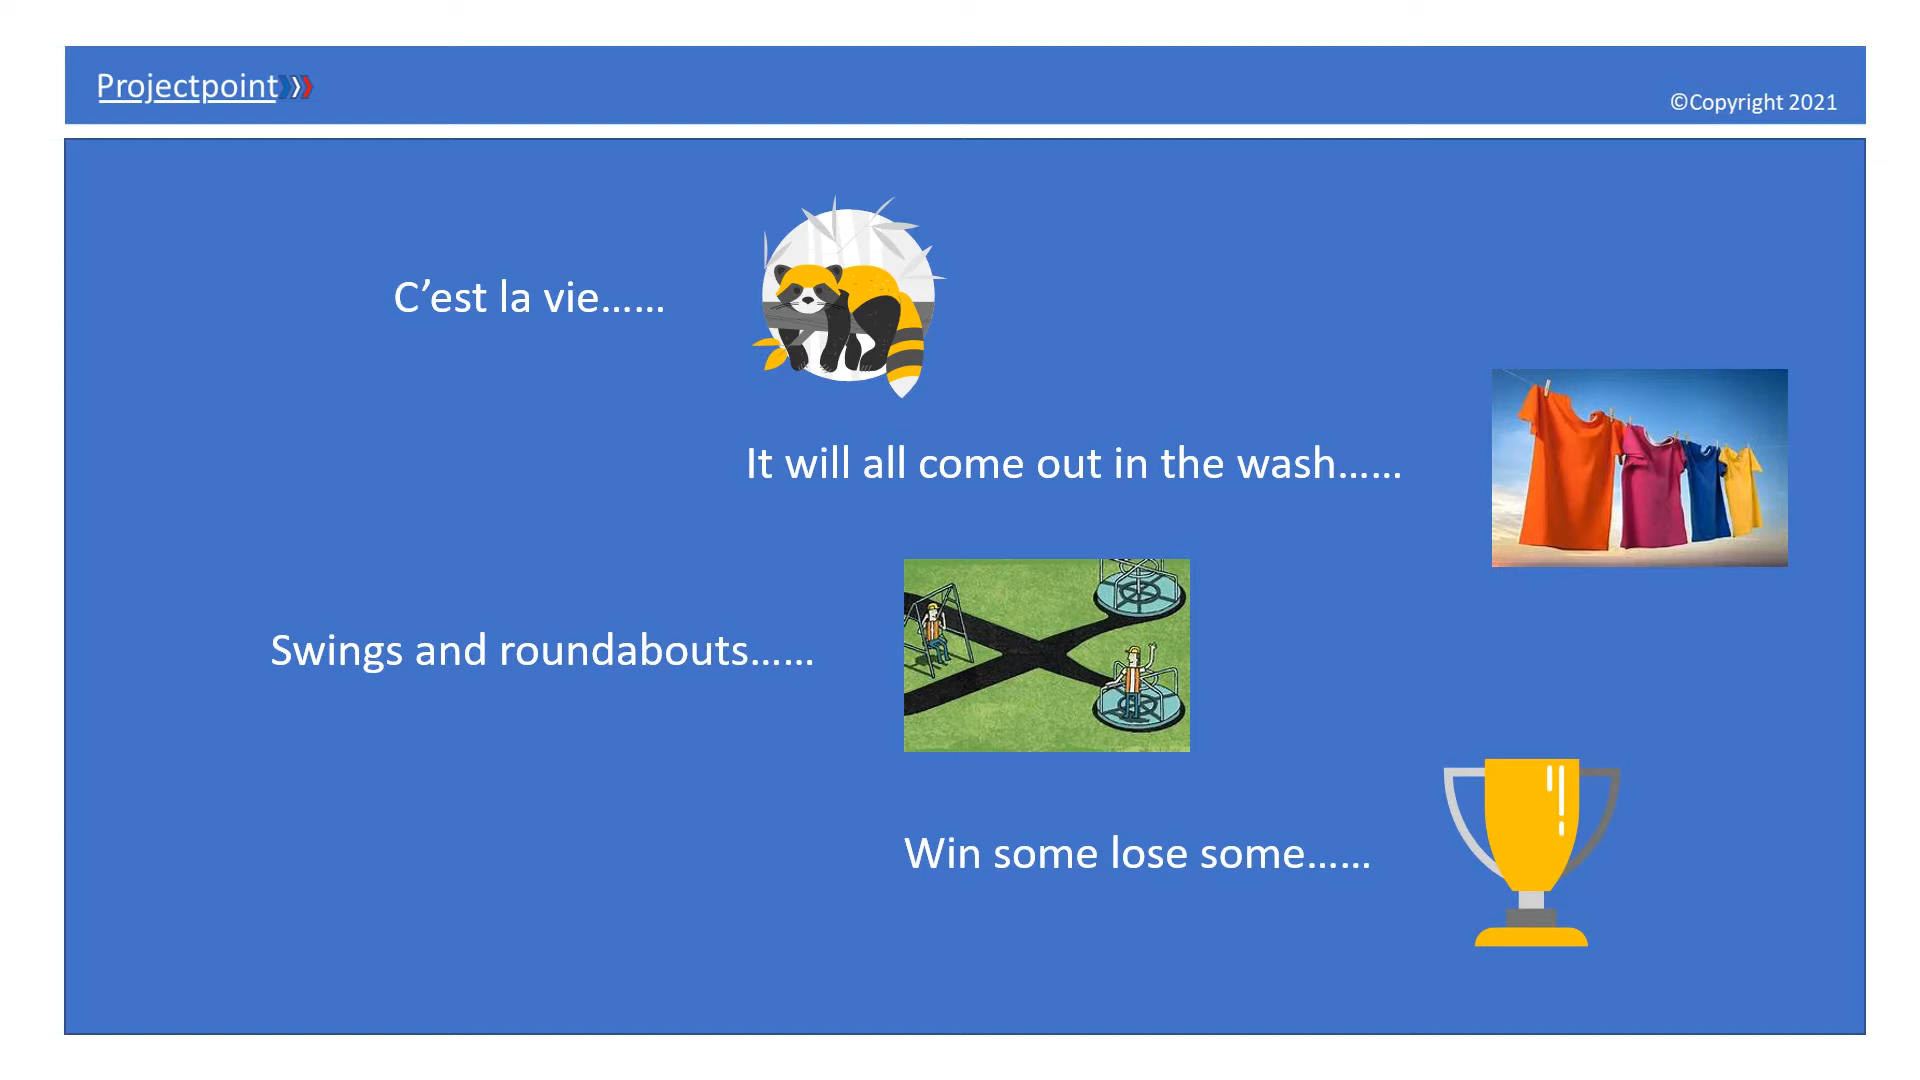 Projectpoint
©Copyright 2021
C’est la vie......
It will all come out in the wash......
Swings and roundabouts......
Win some lose some......